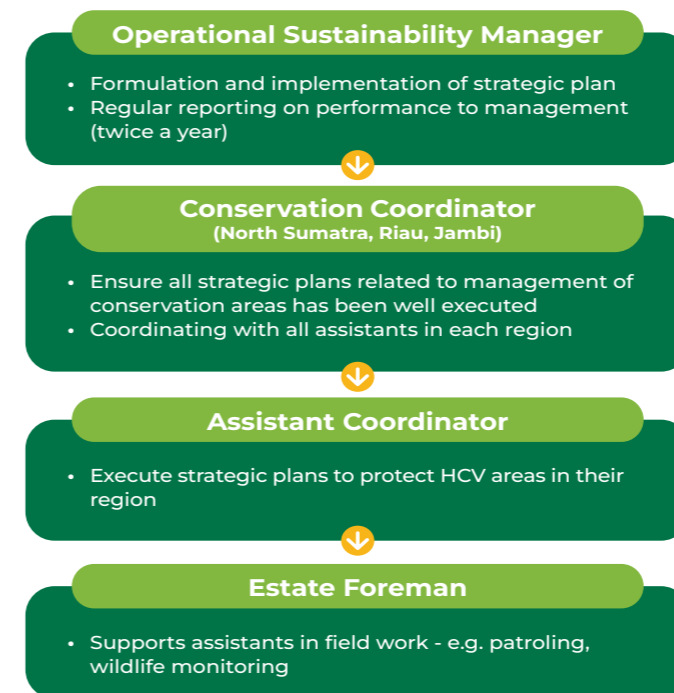 Operational Sustainability Manager
• Formulation and implementation of strategic plan
• Regular reporting on performance to management
(twice a year)
Conservation Coordinator
(North Sumatra, Riau, Jambi)
• Ensure all strategic plans related to management of
conservation areas has been well executed
• Coordinating with all assistants in each region
Assistant Coordinator
• Execute strategic plans to protect HCV areas in their
region
Estate Foreman
• Supports assistants in field work - e.g. patroling,
wildlife monitoring